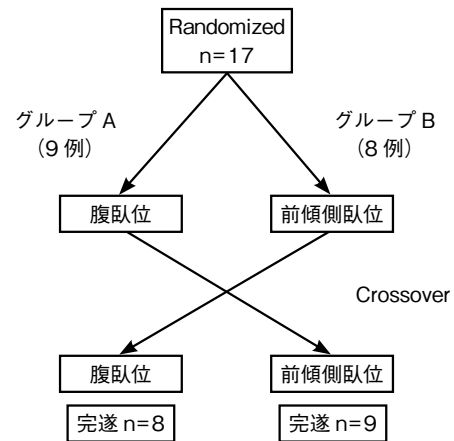 Randomized
n=17
グループ A
（9 例）
グループ B
（8 例）
腹臥位
前傾側臥位
Crossover
腹臥位
前傾側臥位
完遂 n=8
完遂 n=9